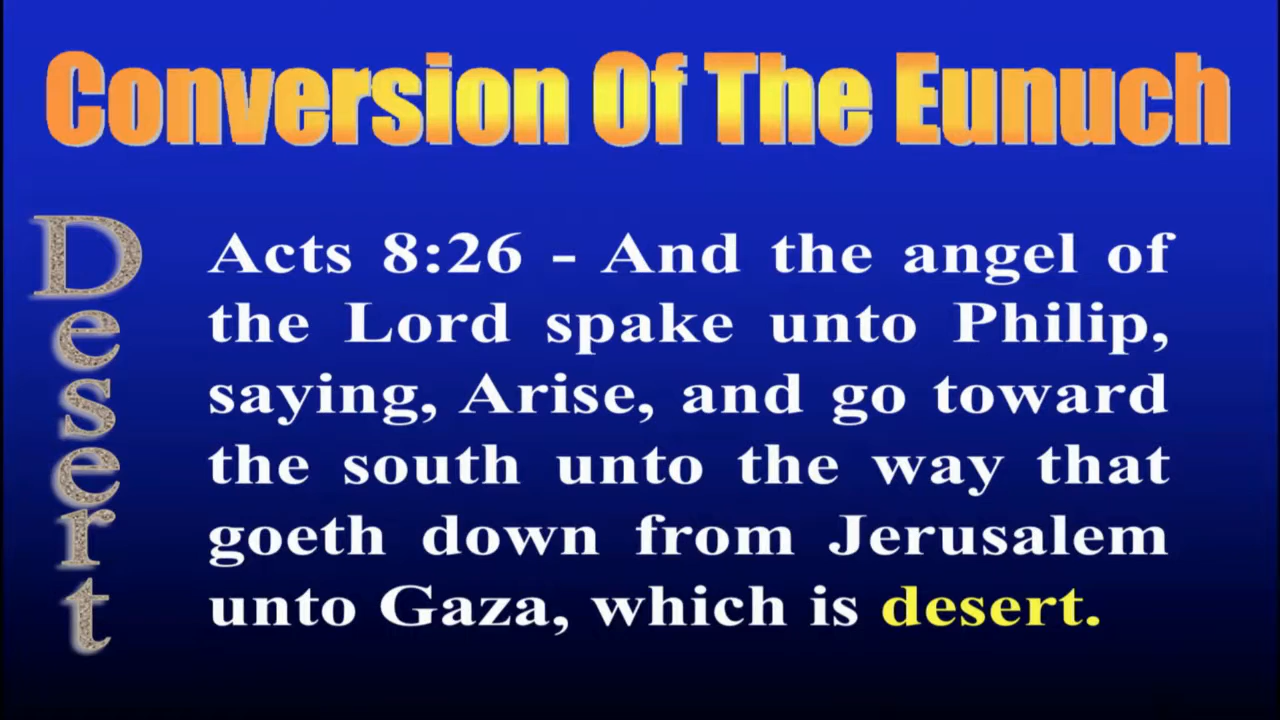 Conversion Of The Eunuch
Desert
Acts 8:26 - And the angel of
the Lord spake unto Philip,
saying, Arise, and go toward
the south unto the way that
goeth down from Jerusalem
unto Gaza, which is desert.